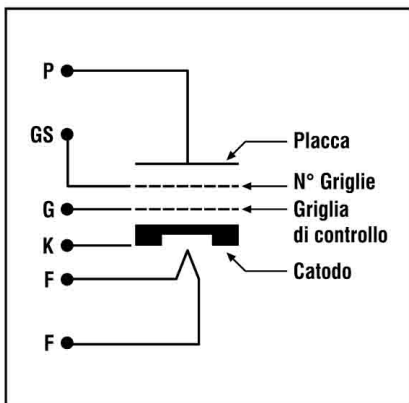 P
GS
G
K
F
F
Placca
N° Griglie
Griglia
di controllo
Catodo